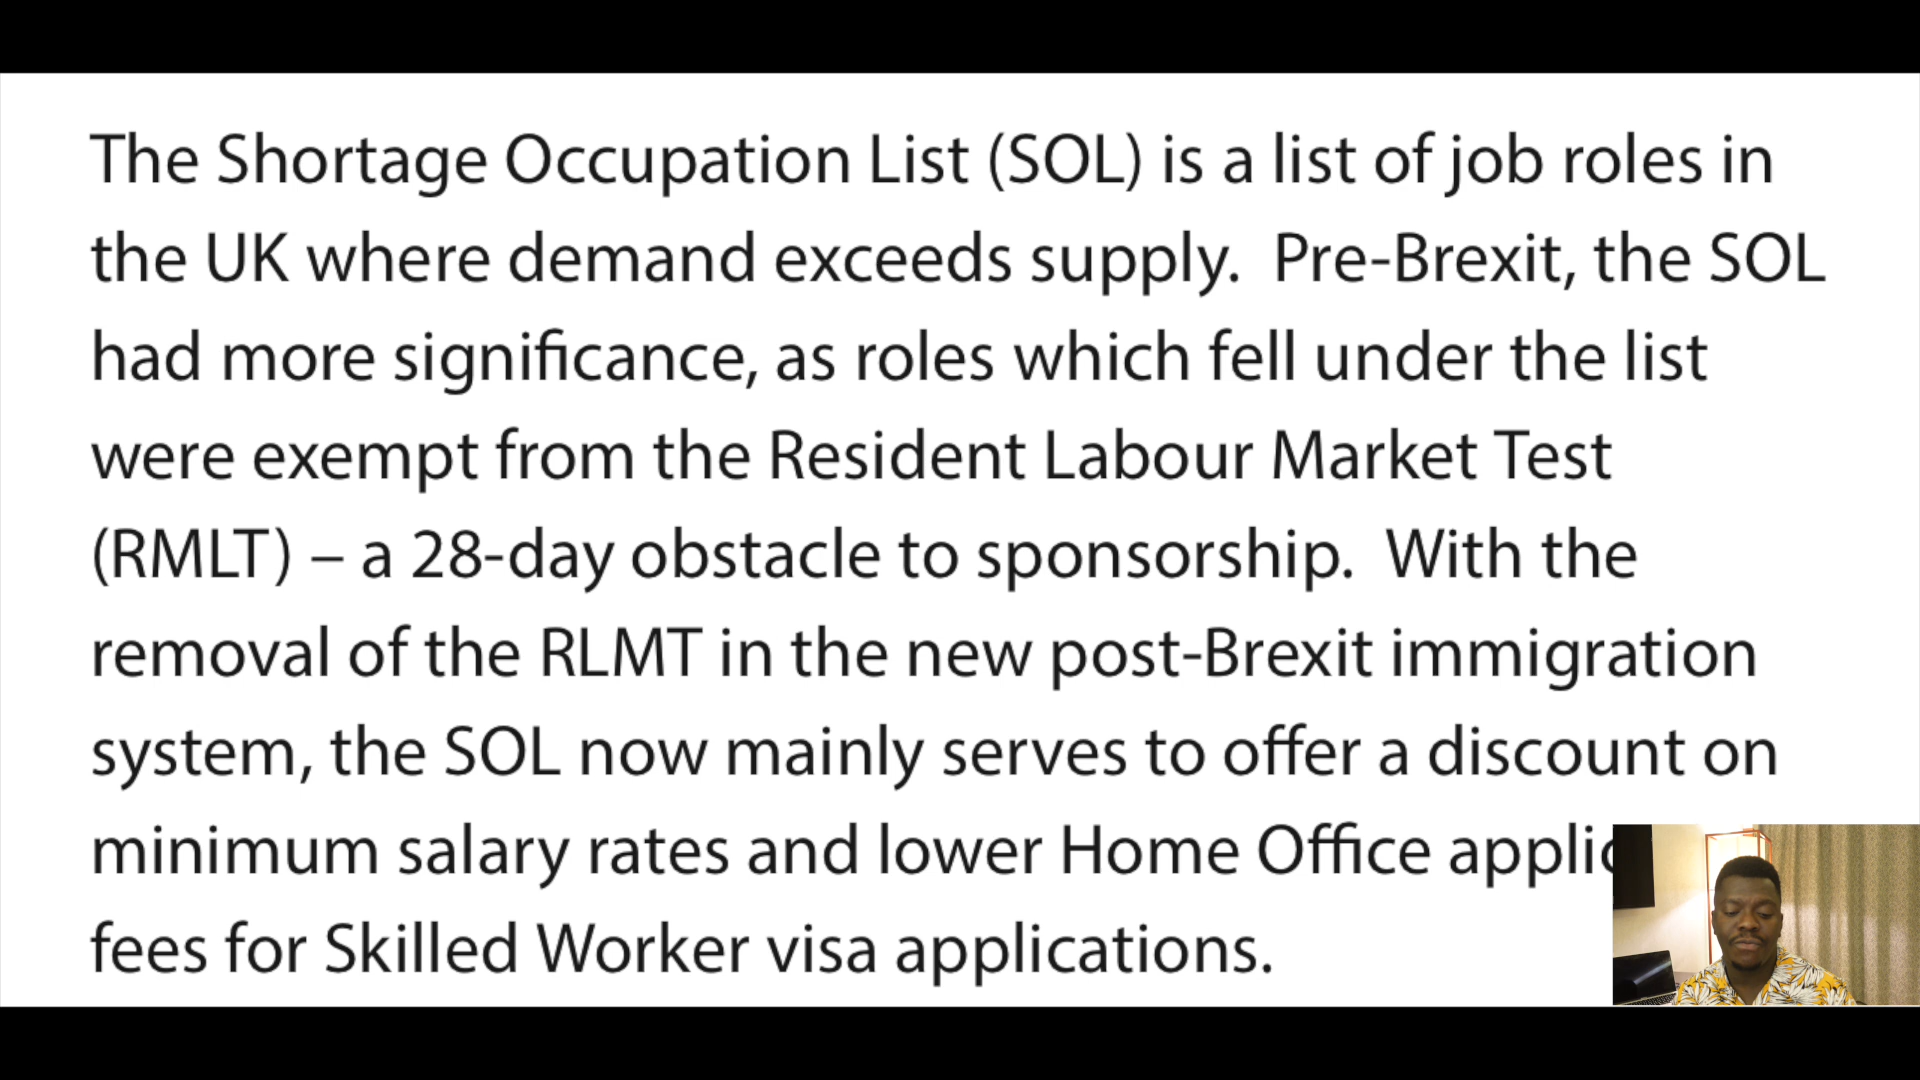 The Shortage Occupation List (SOL) is a list of job roles in
the UK where demand exceeds supply.  Pre-Brexit, the SOL
had more significance, as roles which fell under the list
were exempt from the Resident Labour Market Test
(RMLT) – a 28-day obstacle to sponsorship.  With the
removal of the RLMT in the new post-Brexit immigration
system, the SOL now mainly serves to offer a discount on
minimum salary rates and lower Home Office
fees for Skilled Worker visa applications.